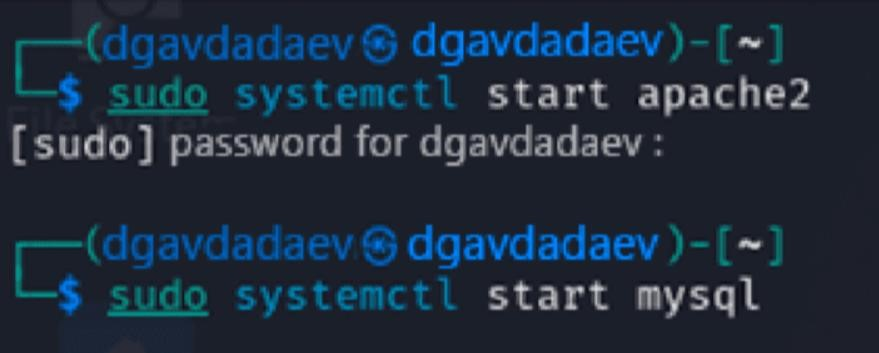 ┌──(dgavdadaev㉿dgavdadaev)-[~]
└─$ sudo systemctl start apache2
[sudo] password for dgavdadaev :
┌──(dgavdadaev㉿dgavdadaev)-[~]
└─$ sudo systemctl start mysql